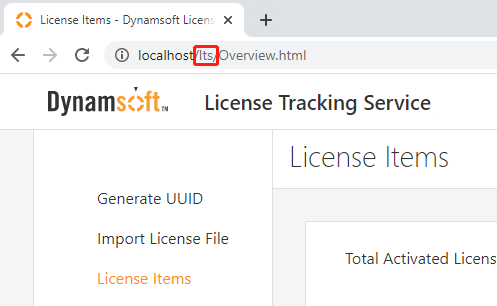 License Items - Dynamsoft Licens
localhost/lts/Overview.html
Dynamsoft™ License Tracking Service
License Items
Generate UUID
Import License File
License Items
Total Activated Licens